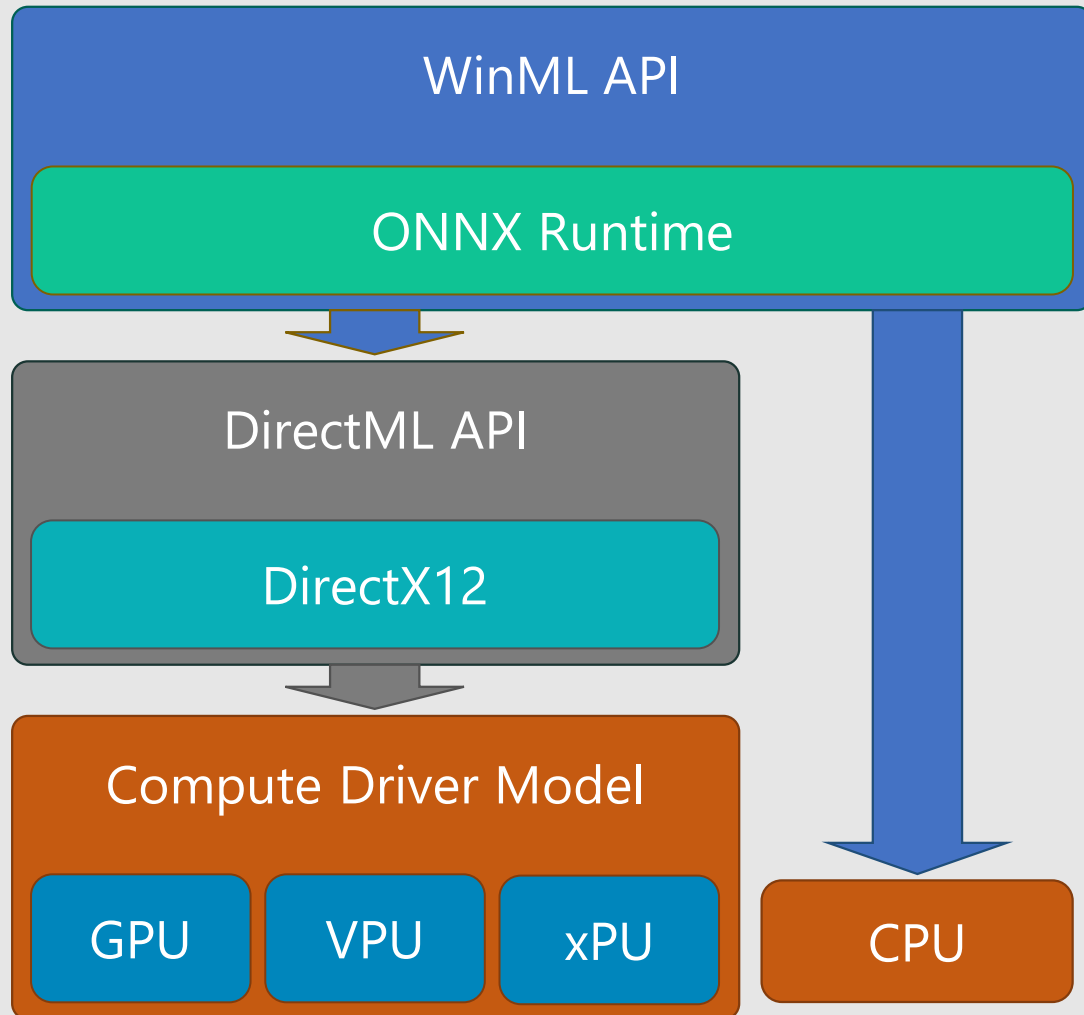 WinML API
ONNX Runtime
DirectML API
DirectX12
Compute Driver Model
GPU
VPU
xPU
CPU